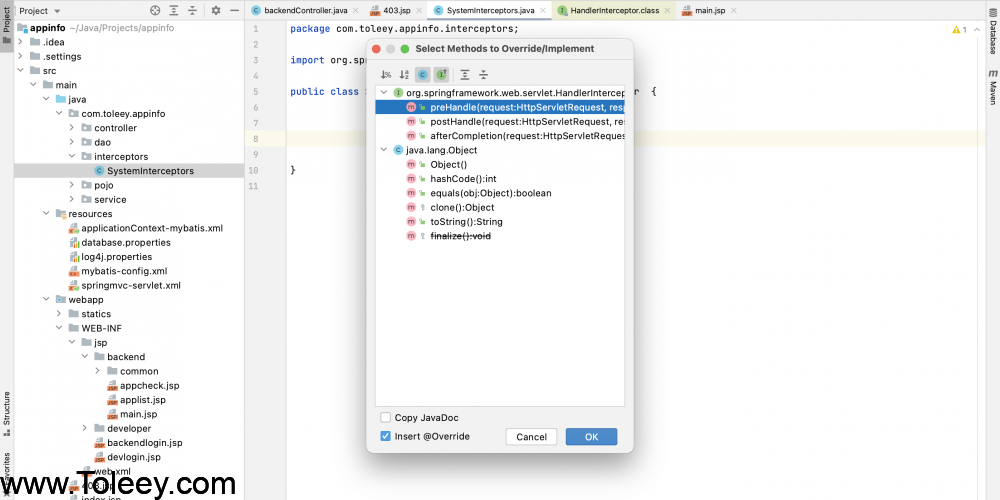 Project
Project
appinfo ~/Java/Projects/appinfo
.idea
.settings
src
main
java
com.toleey.appinfo
controller
dao
interceptors
SystemInterceptors
pojo
service
resources
applicationContext-mybatis.xml
database.properties
log4j.properties
mybatis-config.xml
springmvc-servlet.xml
webapp
statics
WEB-INF
jsp
backend
common
appcheck.jsp
applist.jsp
main.jsp
developer
backendlogin.jsp
devlogin.jsp
web.xml
403.jsp
index.jsp
Structure
Favorites
www.Toleey.com
backendController.java
403.jsp
SystemInterceptors.java
HandlerInterceptor.class
main.jsp
1 package com.toleey.appinfo.interceptors;
2
3 import org.spr
4
5 public class S r {
6
7
8
9
10 }
11
1
Database
Maven
Select Methods to Override/Implement
org.springframework.web.servlet.HandlerIntercep
preHandle(request:HttpServletRequest, resp
postHandle(request:HttpServletRequest, re
afterCompletion(request:HttpServletReque
java.lang.Object
Object()
hashCode():int
equals(obj:Object):boolean
clone():Object
toString():String
finalize():void
Copy JavaDoc
Insert @Override
Cancel
OK